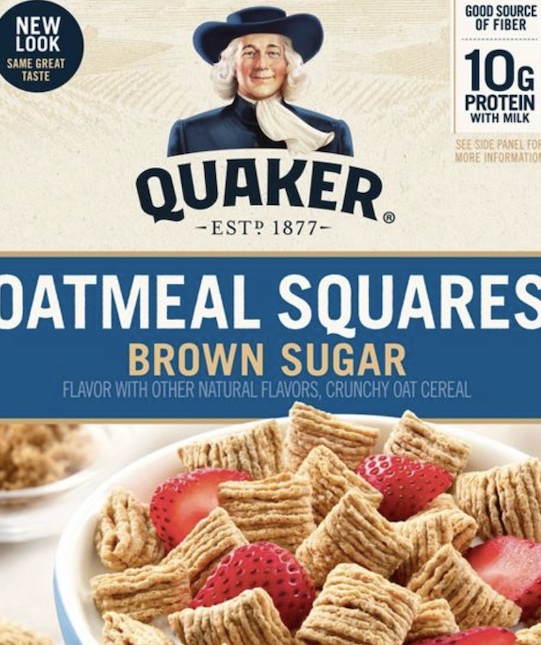 NEW
LOOK
SAME GREAT
TASTE
GOOD SOURCE
OF FIBER
10G
PROTEIN
WITH MILK
SEE SIDE PANEL FOR
MORE INFORMATION
QUAKER®
-ESTD 1877-
OATMEAL SQUARES
BROWN SUGAR
FLAVOR WITH OTHER NATURAL FLAVORS, CRUNCHY OAT CEREAL